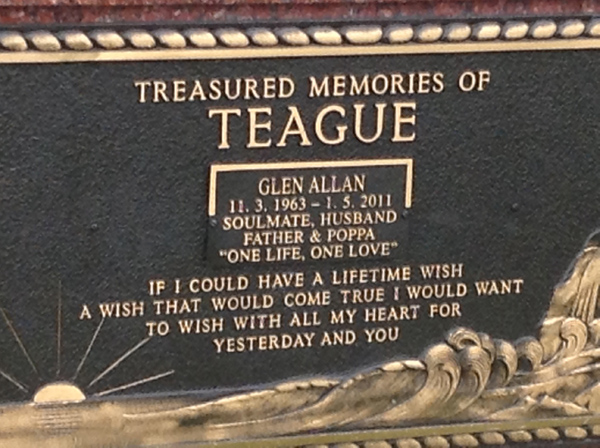 TREASURED MEMORIES OF
TEAGUE
GLEN ALLAN
11. 3. 1963 – 1. 5. 2011
SOULMATE, HUSBAND
FATHER & POPPA
"ONE LIFE, ONE LOVE"
IF I COULD HAVE A LIFETIME WISH
A WISH THAT WOULD COME TRUE I WOULD WANT
TO WISH WITH ALL MY HEART FOR
YESTERDAY AND YOU